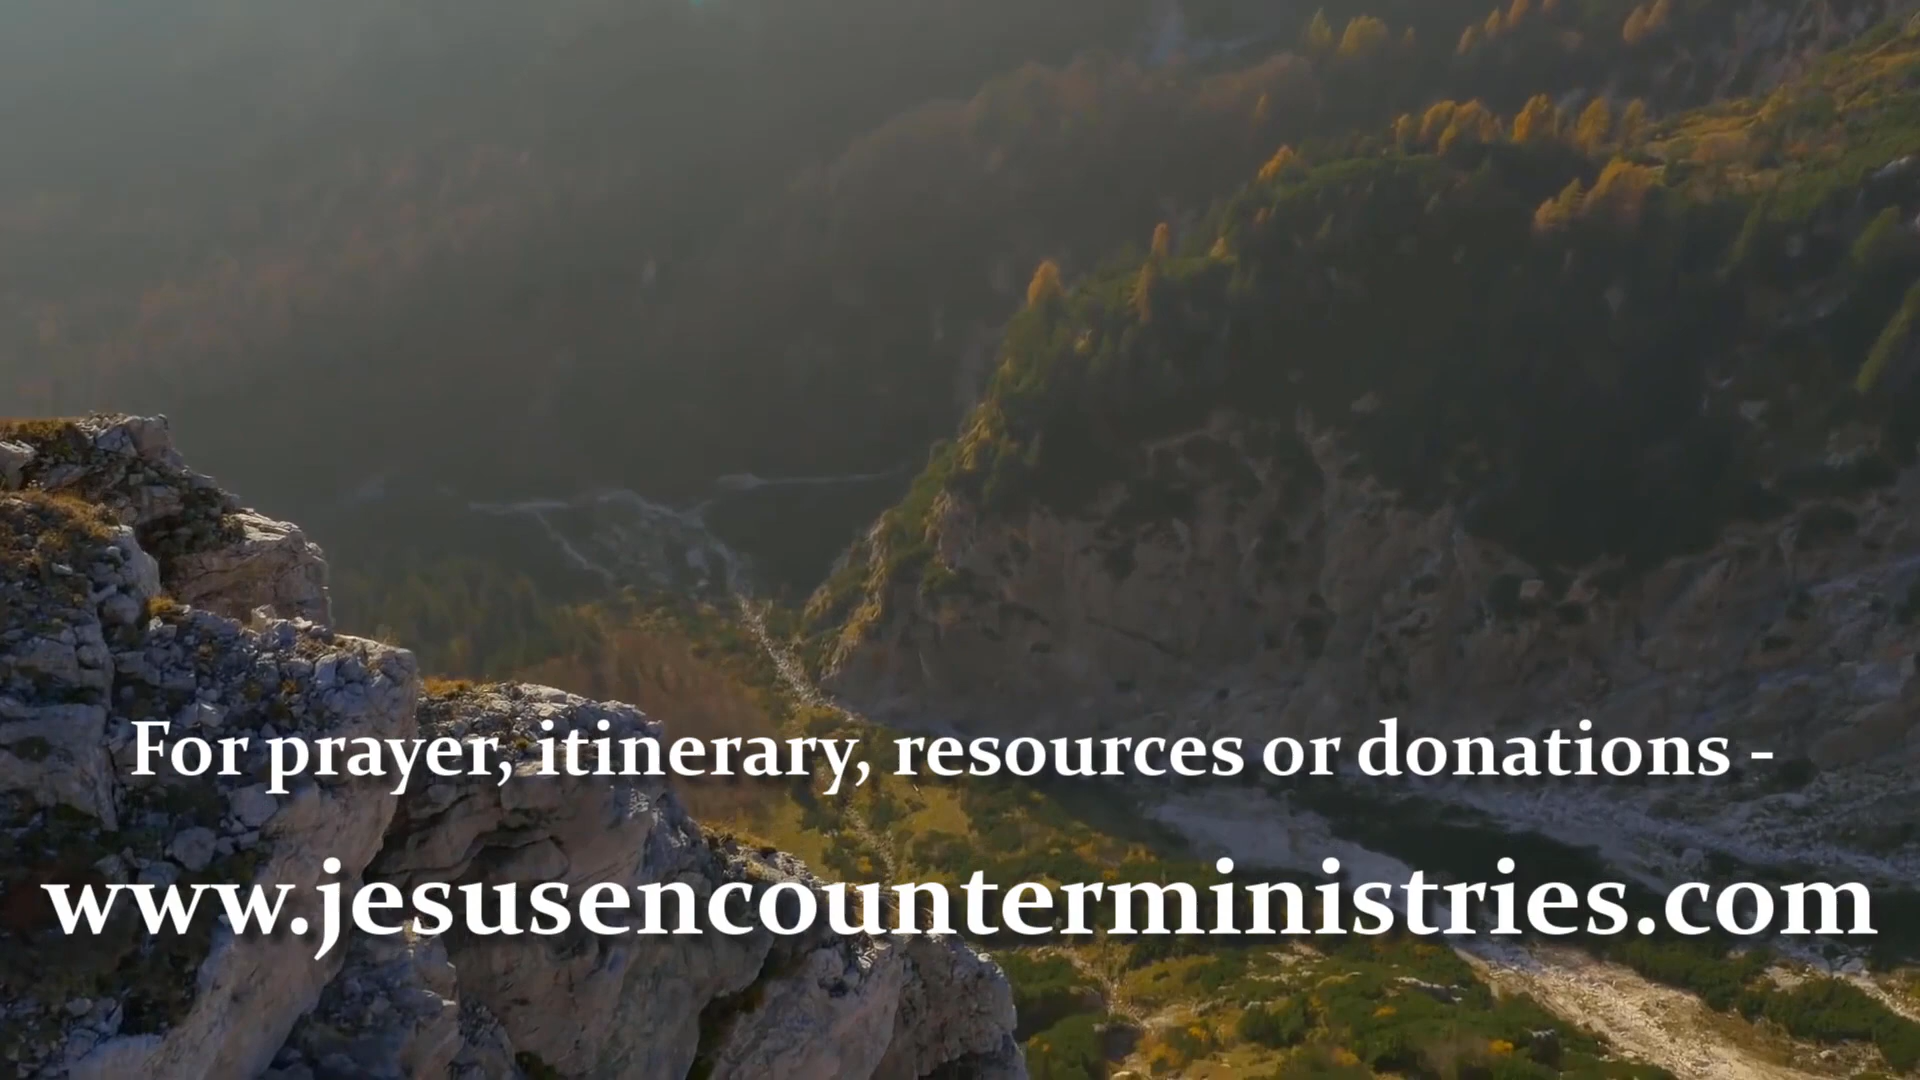 For prayer, itinerary, resources or donations -
www.jesusencounterministries.com